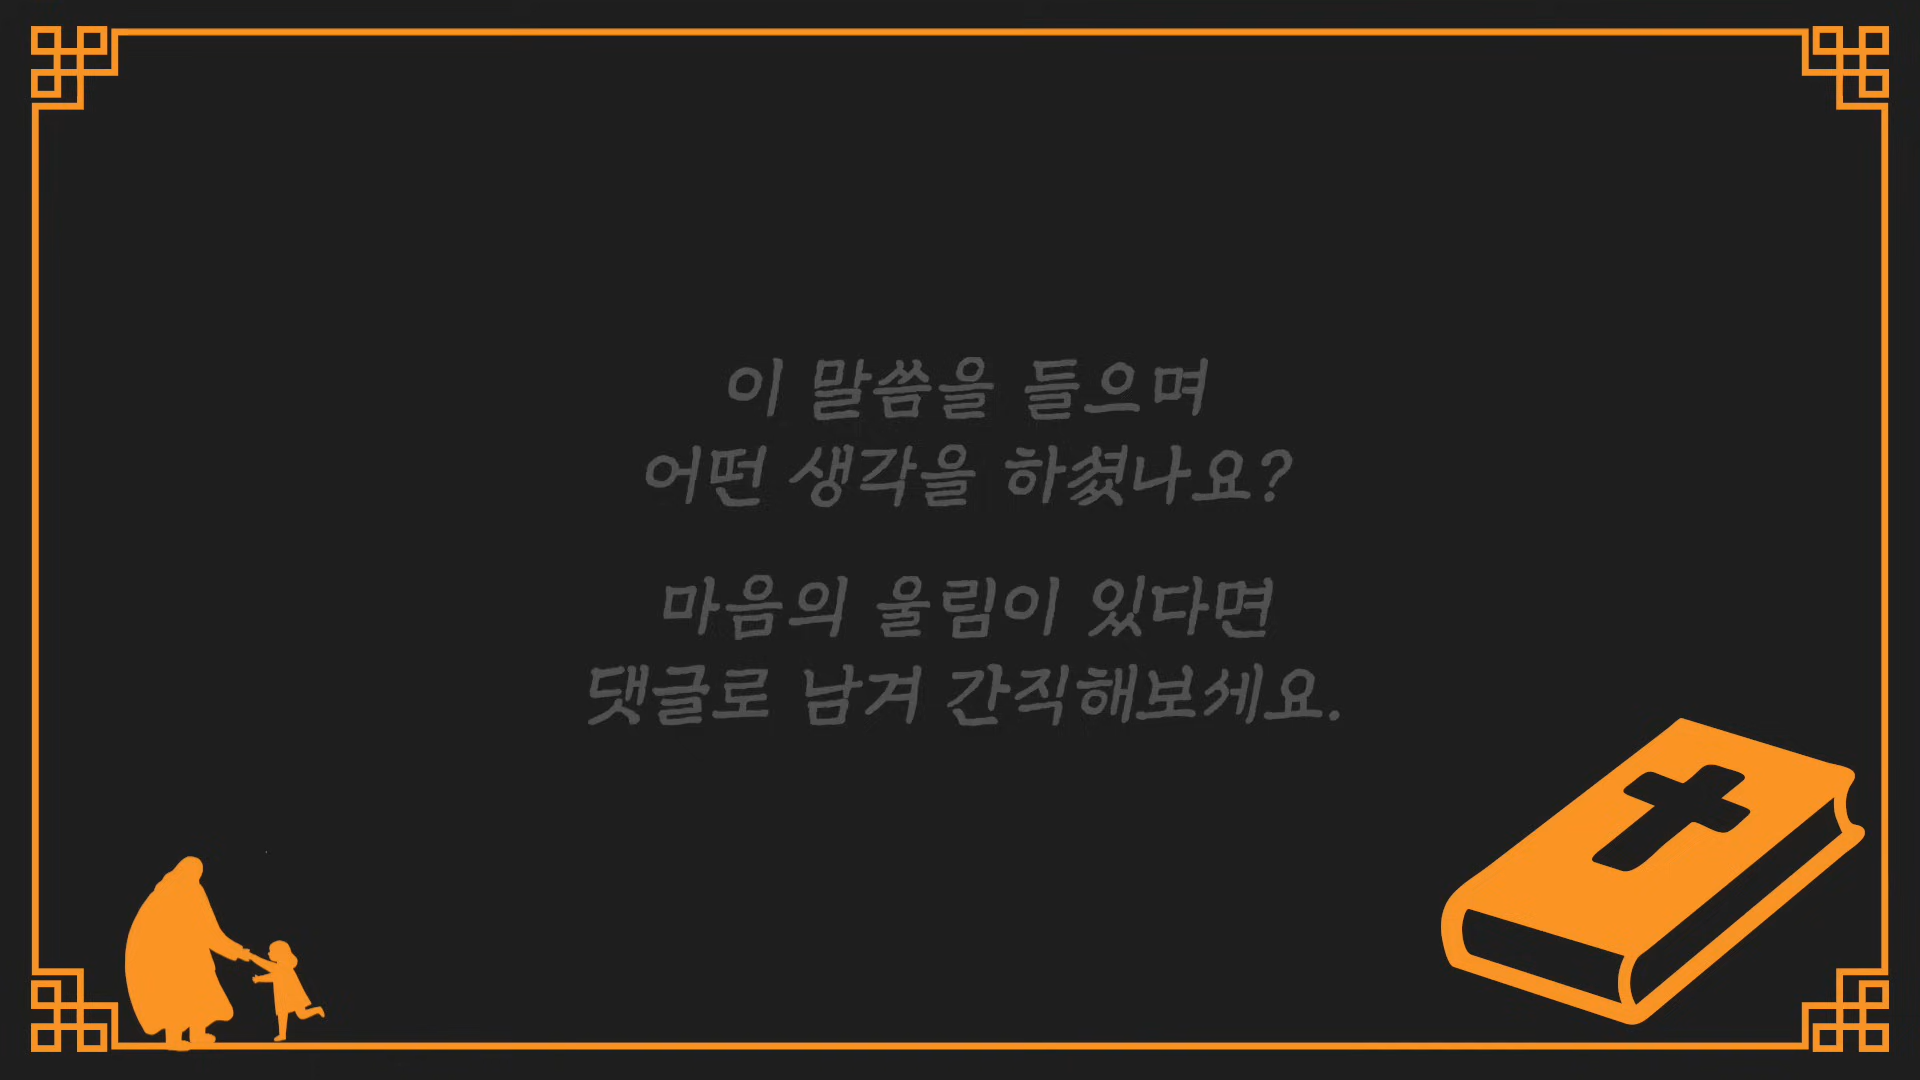 이 말씀을 들으며
어떤 생각을 하셨나요?
마음의 울림이 있다면
댓글로 남겨 간직해보세요.